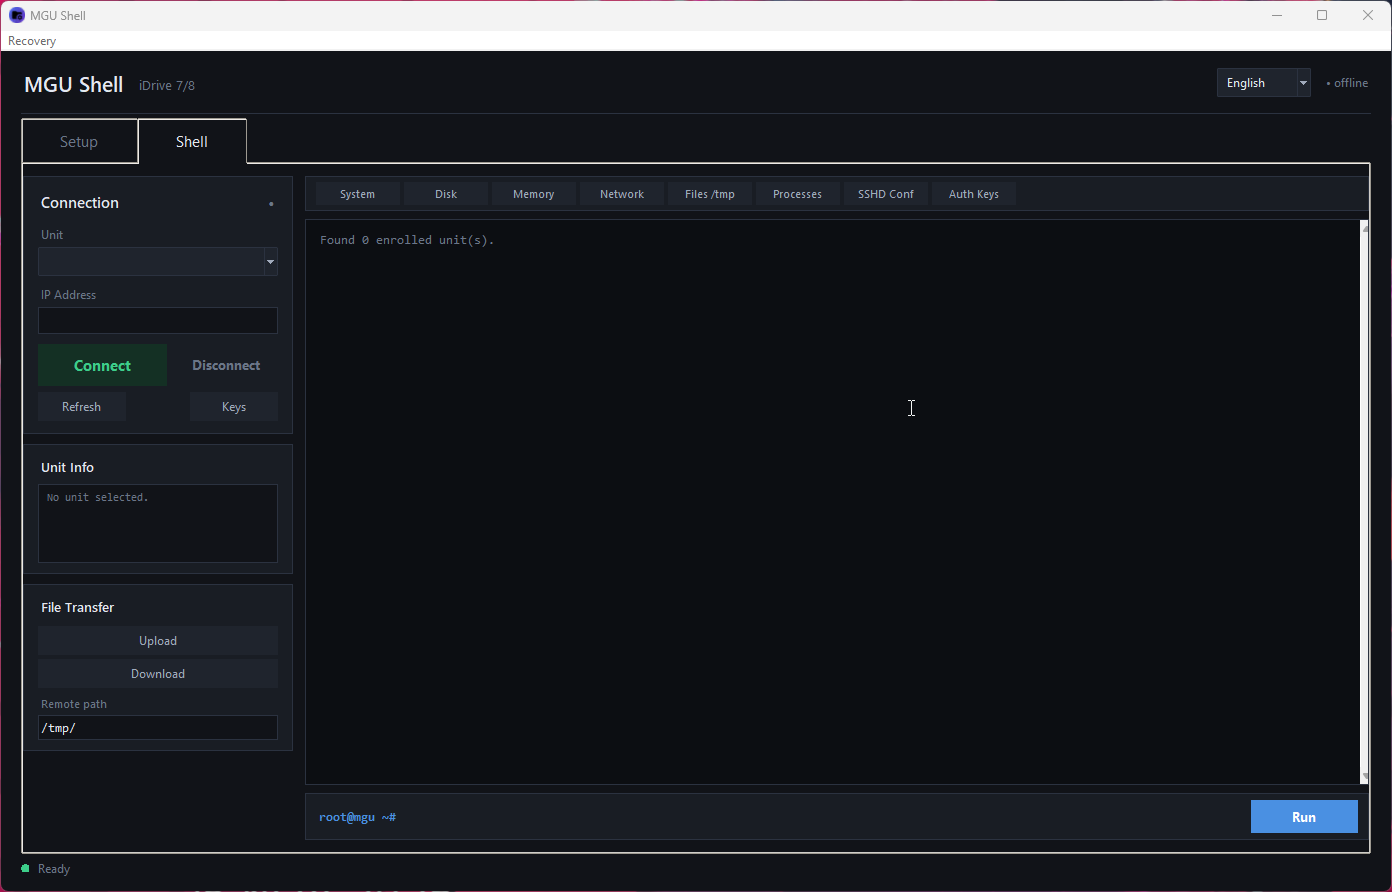 MGU Shell
Recovery
MGU Shell iDrive 7/8
English • offline
Setup Shell
Connection
Unit
IP Address
Connect Disconnect
Refresh Keys
Unit Info
No unit selected.
File Transfer
Upload
Download
Remote path
/tmp/
System Disk Memory Network Files /tmp Processes SSHD Conf Auth Keys
Found 0 enrolled unit(s).
root@mgu ~# Run
Ready